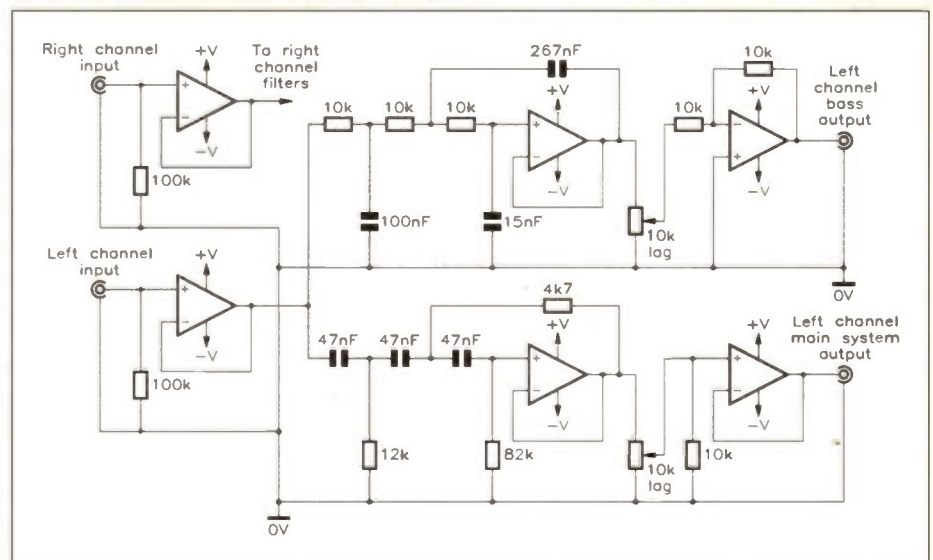 Right channel
input
+V
−V
100k
To right
channel
filters
Left channel
input
+V
−V
100k
0V
10k
10k
10k
267nF
+V
−V
100nF
15nF
10k
log
10k
10k
+V
−V
Left
channel
bass
output
0V
47nF
47nF
47nF
4k7
+V
−V
12k
82k
10k
log
10k
+V
−V
Left channel
main system
output